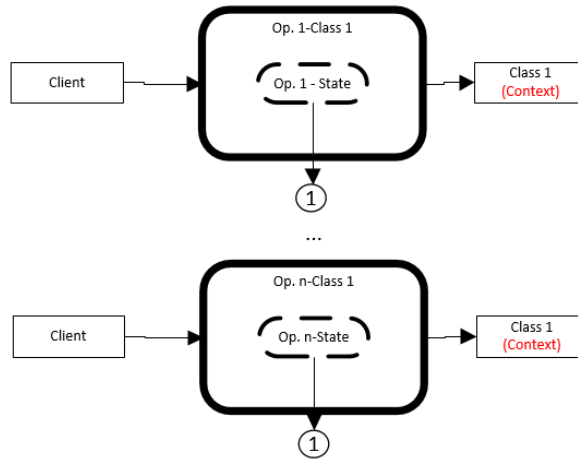 Op. 1-Class 1
Client
Op. 1 - State
Class 1
(Context)
1
...
Op. n-Class 1
Client
Op. n-State
Class 1
(Context)
1